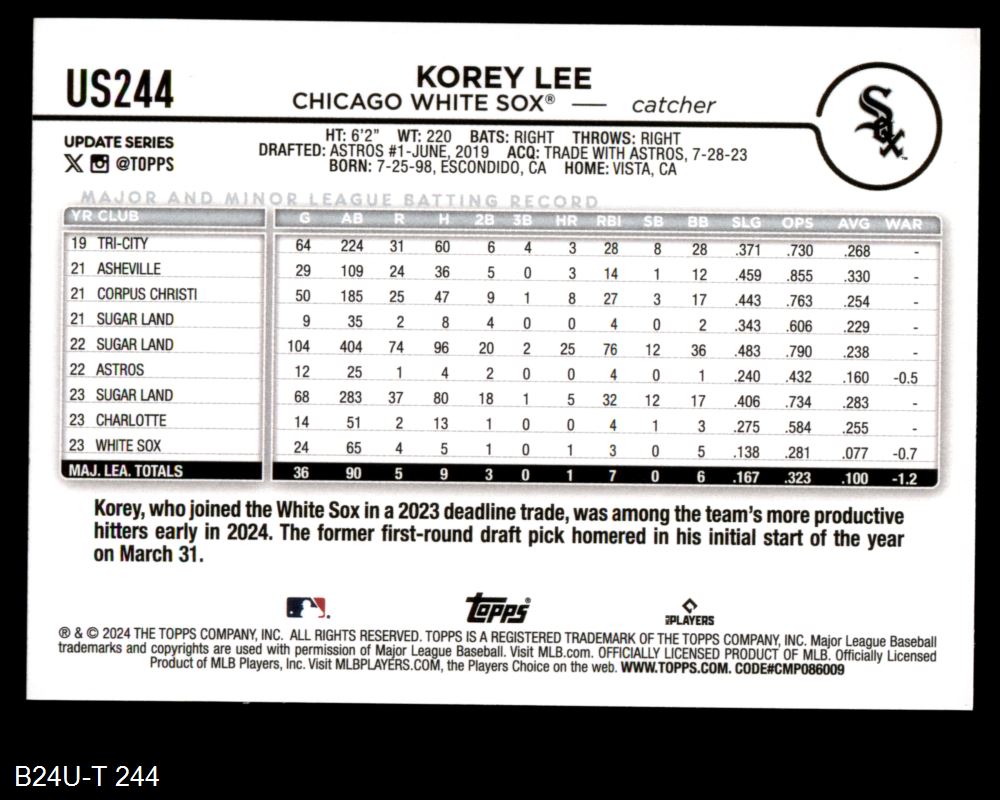 US244
KOREY LEE
CHICAGO WHITE SOX® — catcher
Sox
™
UPDATE SERIES
X @TOPPS
HT: 6'2" WT: 220 BATS: RIGHT THROWS: RIGHT
DRAFTED: ASTROS #1-JUNE, 2019 ACQ: TRADE WITH ASTROS, 7-28-23
BORN: 7-25-98, ESCONDIDO, CA HOME: VISTA, CA
MAJOR AND MINOR LEAGUE BATTING RECORD
YR CLUB G AB R H 2B 3B HR RBI SB BB SLG OPS AVG WAR
19 TRI-CITY 64 224 31 60 6 4 3 28 8 28 .371 .730 .268 -
21 ASHEVILLE 29 109 24 36 5 0 3 14 1 12 .459 .855 .330 -
21 CORPUS CHRISTI 50 185 25 47 9 1 8 27 3 17 .443 .763 .254 -
21 SUGAR LAND 9 35 2 8 4 0 0 4 0 2 .343 .606 .229 -
22 SUGAR LAND 104 404 74 96 20 2 25 76 12 36 .483 .790 .238 -
22 ASTROS 12 25 1 4 2 0 0 4 0 1 .240 .432 .160 -0.5
23 SUGAR LAND 68 283 37 80 18 1 5 32 12 17 .406 .734 .283 -
23 CHARLOTTE 14 51 2 13 1 0 0 4 1 3 .275 .584 .255 -
23 WHITE SOX 24 65 4 5 1 0 1 3 0 5 .138 .281 .077 -0.7
MAJ. LEA. TOTALS 36 90 5 9 3 0 1 7 0 6 .167 .323 .100 -1.2
Korey, who joined the White Sox in a 2023 deadline trade, was among the team's more productive
hitters early in 2024. The former first-round draft pick homered in his initial start of the year
on March 31.
Topps®
MLB PLAYERS
® & © 2024 THE TOPPS COMPANY, INC. ALL RIGHTS RESERVED. TOPPS IS A REGISTERED TRADEMARK OF THE TOPPS COMPANY, INC. Major League Baseball
trademarks and copyrights are used with permission of Major League Baseball. Visit MLB.com. OFFICIALLY LICENSED PRODUCT OF MLB. Officially Licensed
Product of MLB Players, Inc. Visit MLBPLAYERS.COM, the Players Choice on the web. WWW.TOPPS.COM. CODE#CMP086009
B24U-T 244